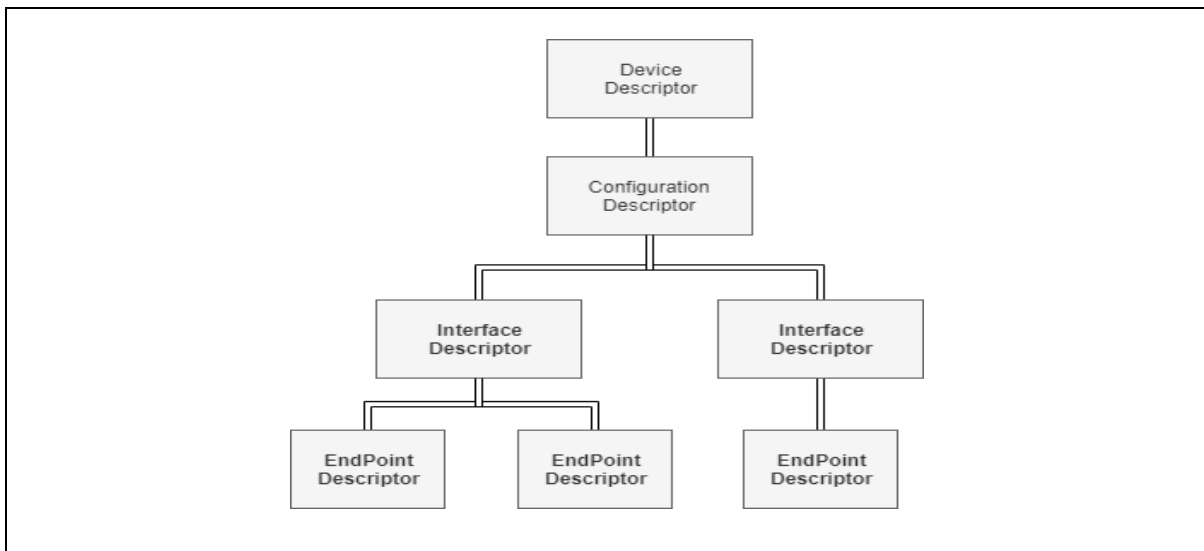 Device
Descriptor
Configuration
Descriptor
Interface
Descriptor
Interface
Descriptor
EndPoint
Descriptor
EndPoint
Descriptor
EndPoint
Descriptor